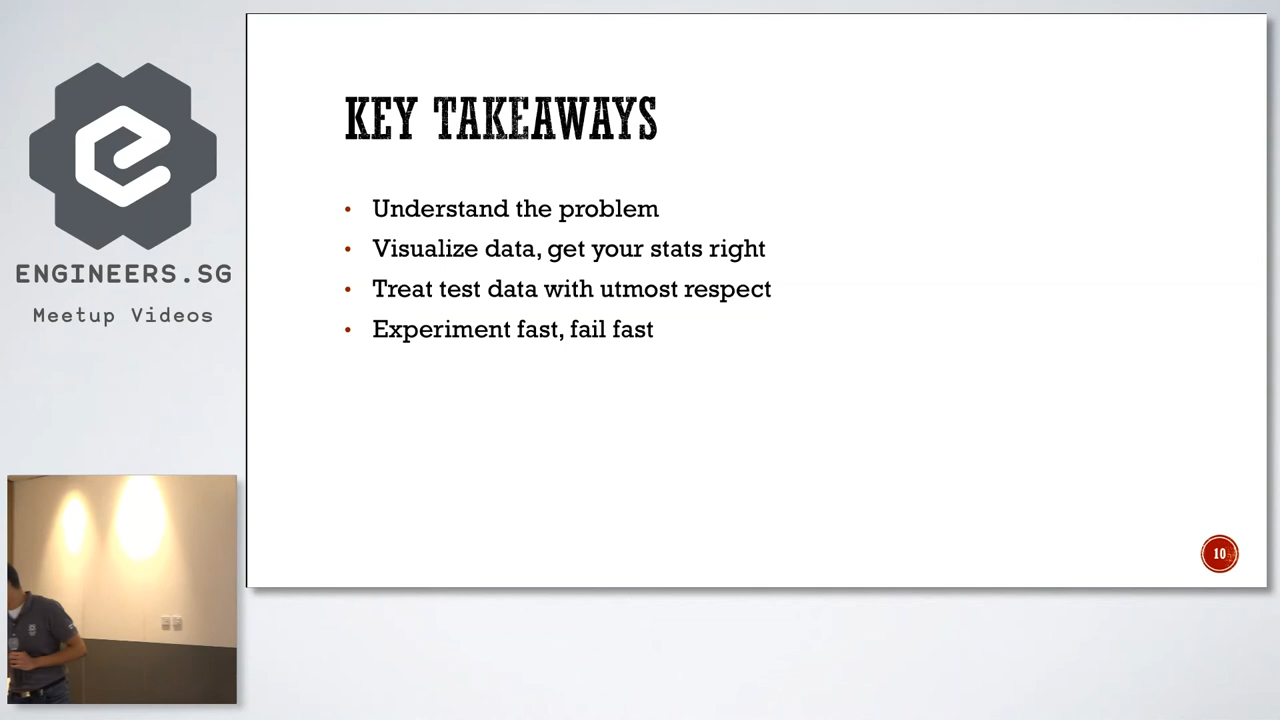 ENGINEERS.SG
Meetup Videos
KEY TAKEAWAYS
• Understand the problem
• Visualize data, get your stats right
• Treat test data with utmost respect
• Experiment fast, fail fast
10